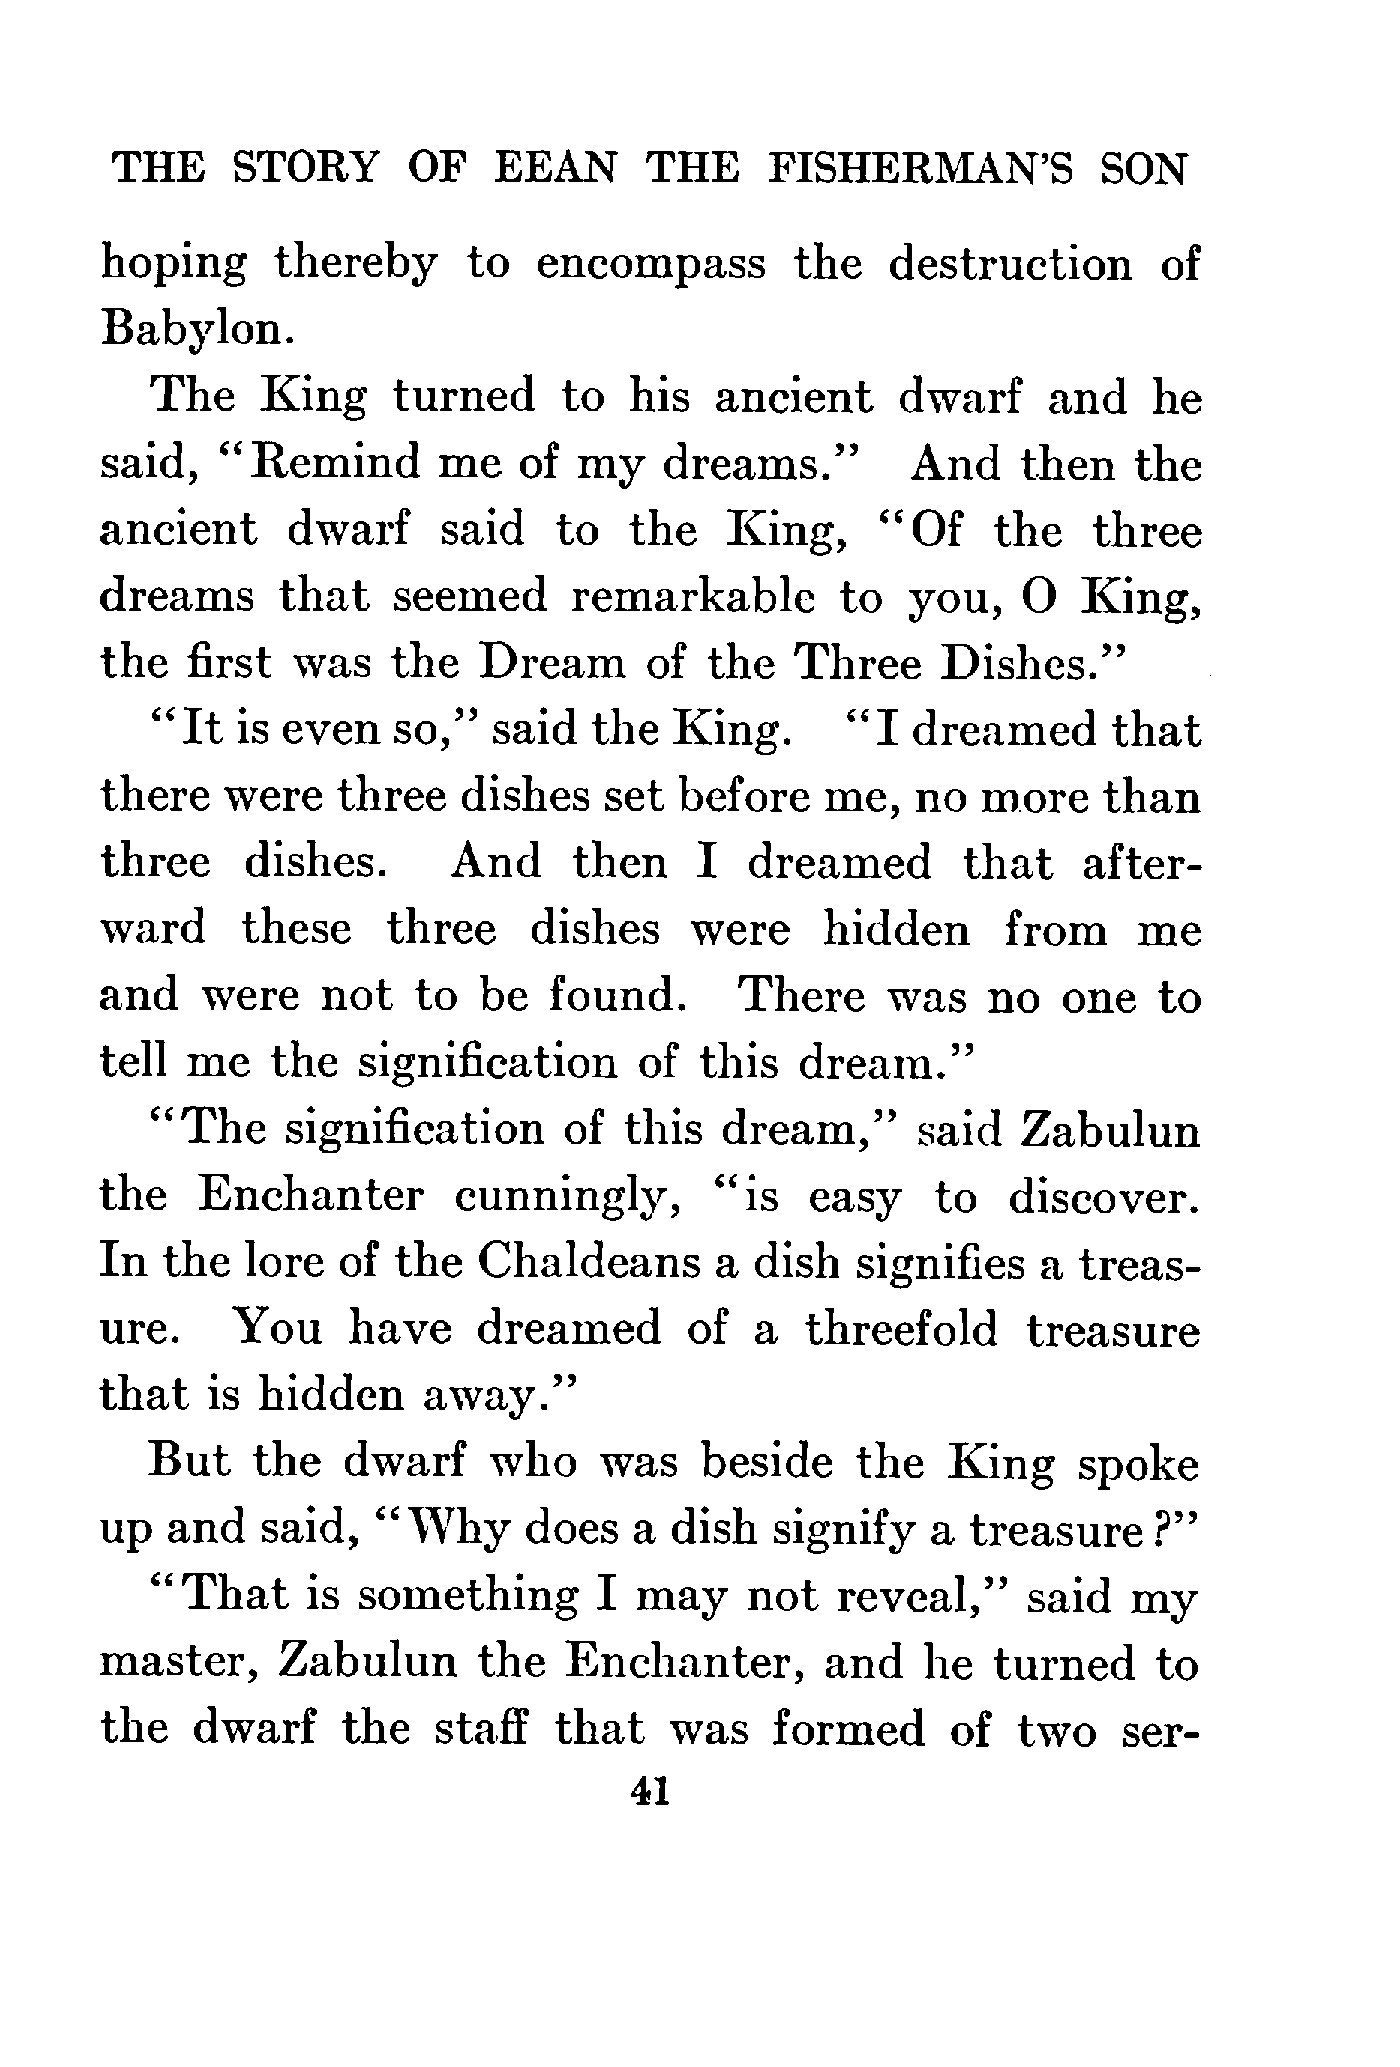 THE STORY OF EEAN THE FISHERMAN'S SON
hoping thereby to encompass the destruction of
Babylon.
The King turned to his ancient dwarf and he
said, "Remind me of my dreams." And then the
ancient dwarf said to the King, "Of the three
dreams that seemed remarkable to you, O King,
the first was the Dream of the Three Dishes."
"It is even so," said the King. "I dreamed that
there were three dishes set before me, no more than
three dishes. And then I dreamed that after-
ward these three dishes were hidden from me
and were not to be found. There was no one to
tell me the signification of this dream."
"The signification of this dream," said Zabulun
the Enchanter cunningly, "is easy to discover.
In the lore of the Chaldeans a dish signifies a treas-
ure. You have dreamed of a threefold treasure
that is hidden away."
But the dwarf who was beside the King spoke
up and said, "Why does a dish signify a treasure?"
"That is something I may not reveal," said my
master, Zabulun the Enchanter, and he turned to
the dwarf the staff that was formed of two ser-
41